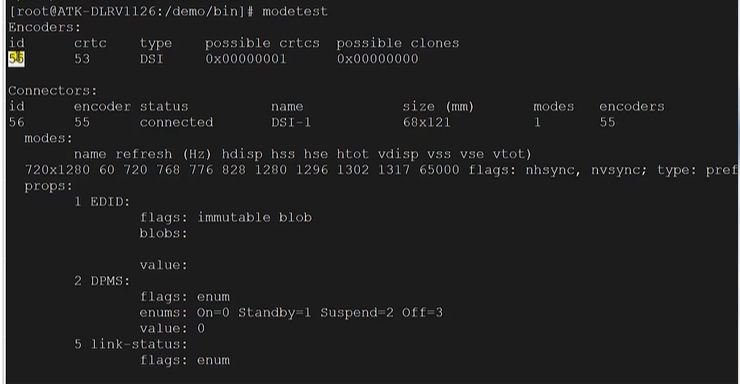 [root@ATK-DLRV1126:/demo/bin]# modetest
Encoders:
id crtc type possible crtcs possible clones
55 53 DSI 0x00000001 0x00000000
Connectors:
id encoder status name size (mm) modes encoders
56 55 connected DSI-1 68x121 1 55
modes:
name refresh (Hz) hdisp hss hse htot vdisp vss vse vtot)
720x1280 60 720 768 776 828 1280 1296 1302 1317 65000 flags: nhsync, nvsync; type: pref
props:
1 EDID:
flags: immutable blob
blobs:
value:
2 DPMS:
flags: enum
enums: On=0 Standby=1 Suspend=2 Off=3
value: 0
5 link-status:
flags: enum